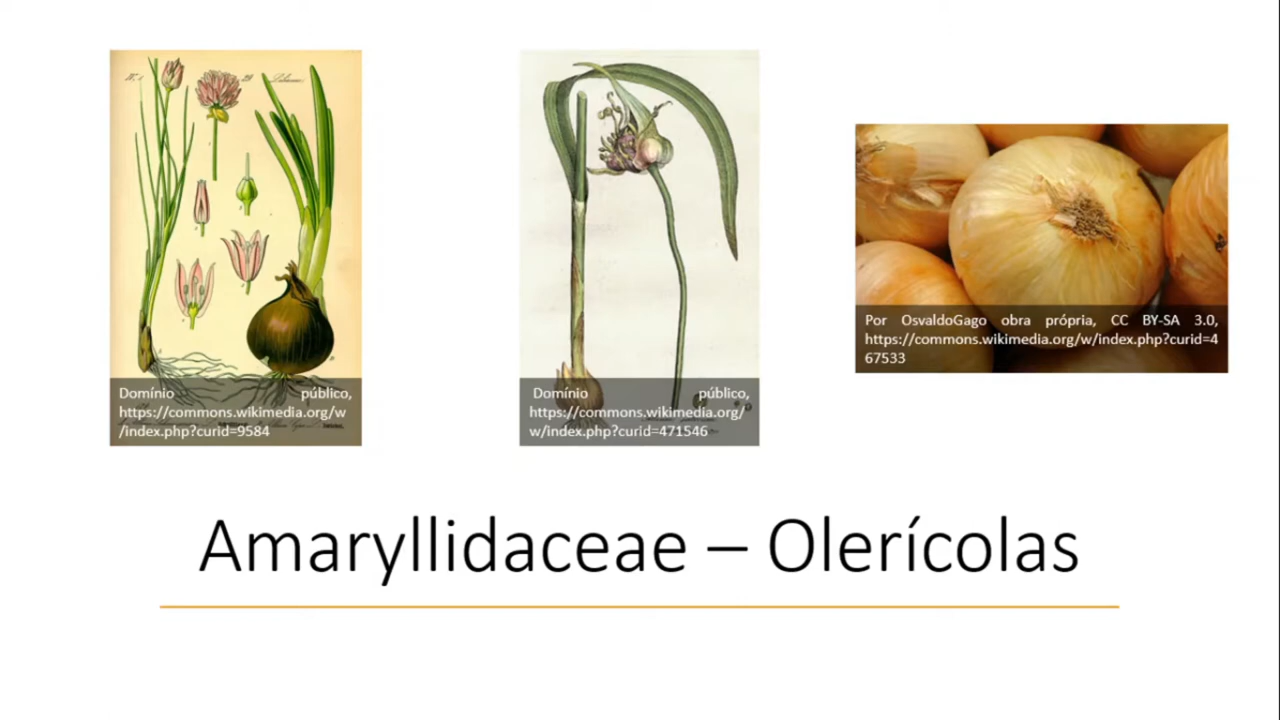 Domínio público,
https://commons.wikimedia.org/w
/index.php?curid=9584
Domínio público,
https://commons.wikimedia.org/
w/index.php?curid=471546
Por OsvaldoGago obra própria, CC BY-SA 3.0,
https://commons.wikimedia.org/w/index.php?curid=4
67533
Amaryllidaceae – Olerícolas